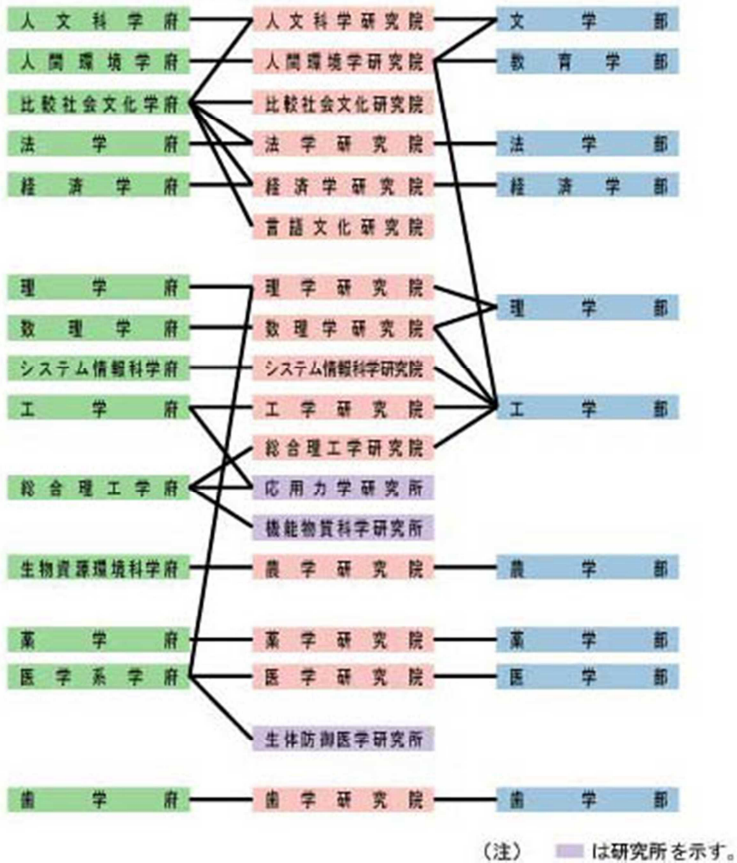 人文科学府 人文科学研究院 文学部
人間環境学府 人間環境学研究院 教育学部
比較社会文化学府 比較社会文化研究院
法学府 法学研究院 法学部
経済学府 経済学研究院 経済学部
言語文化研究院
理学府 理学研究院
理学部
数理学府 数理学研究院
システム情報科学府 システム情報科学研究院
工学府 工学研究院 工学部
総合理工学研究院
総合理工学府 応用力学研究所
機能物質科学研究所
生物資源環境科学府 農学研究院 農学部
薬学府 薬学研究院 薬学部
医学系学府 医学研究院 医学部
生体防御医学研究所
歯学府 歯学研究院 歯学部
（注） は研究所を示す。